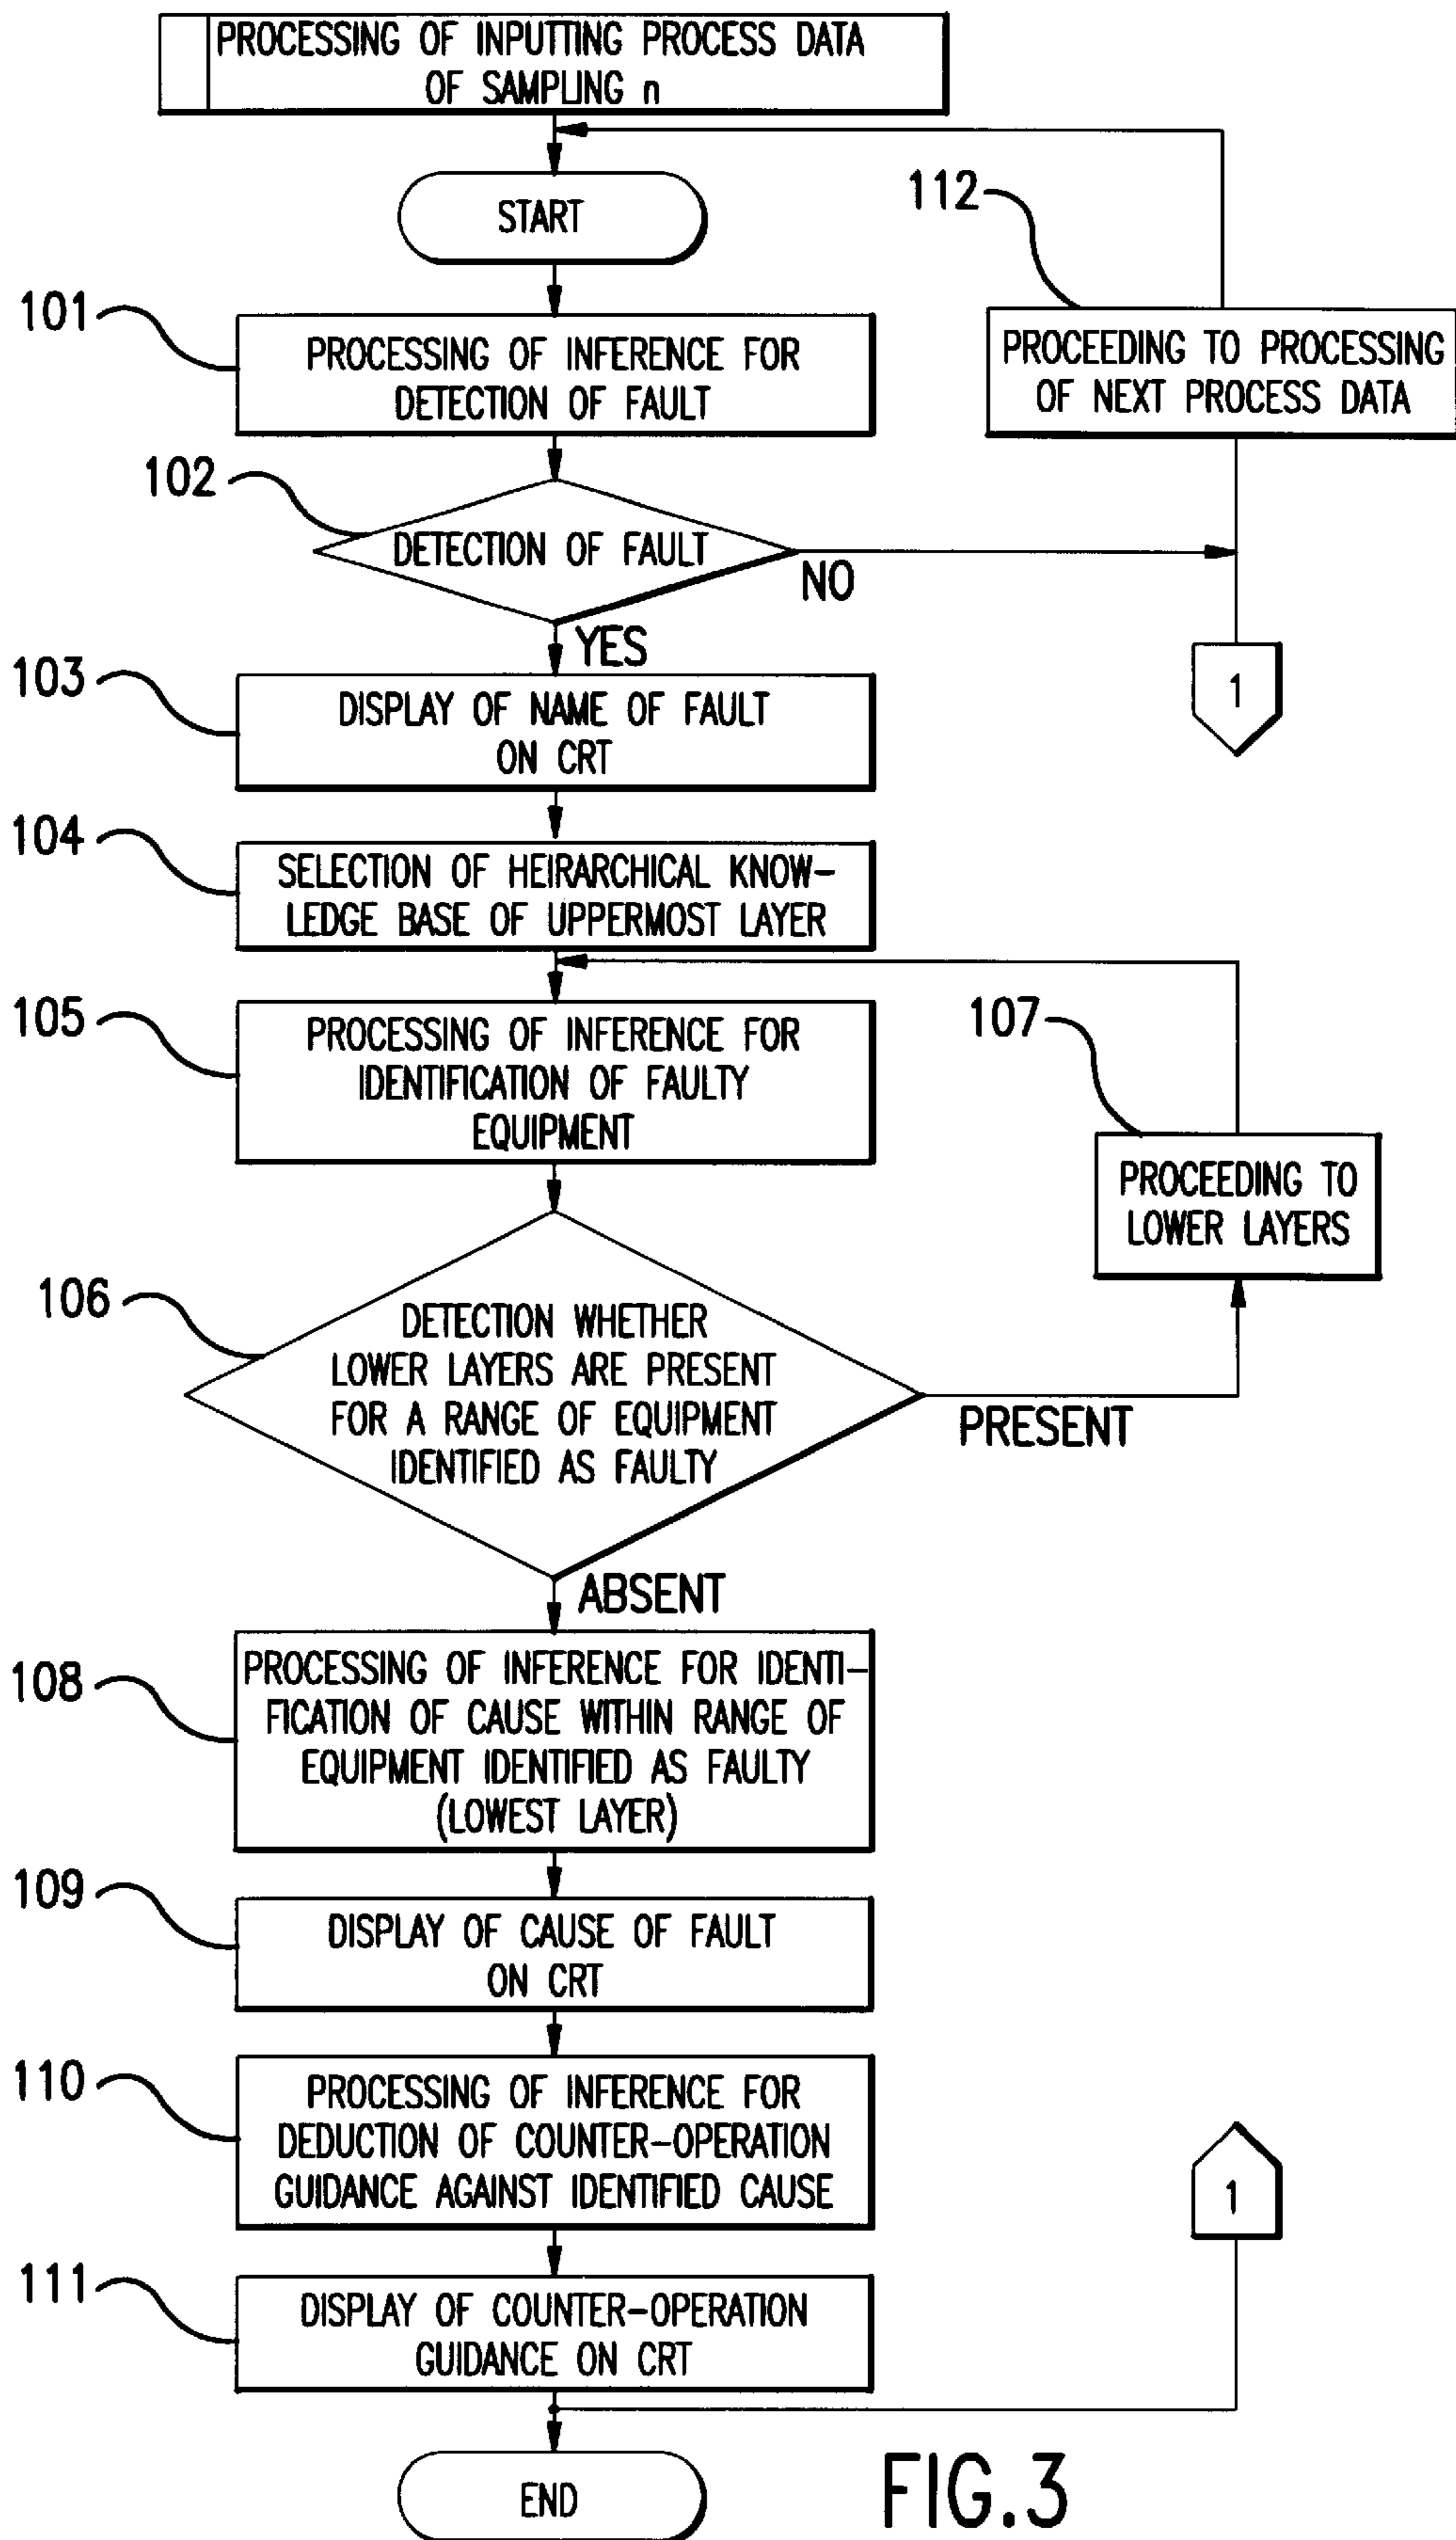 PROCESSING OF INPUTTING PROCESS DATA
OF SAMPLING n
START
112
101
PROCESSING OF INFERENCE FOR
DETECTION OF FAULT
PROCEEDING TO PROCESSING
OF NEXT PROCESS DATA
102
DETECTION OF FAULT
NO
YES
103
DISPLAY OF NAME OF FAULT
ON CRT
1
104
SELECTION OF HEIRARCHICAL KNOW-
LEDGE BASE OF UPPERMOST LAYER
105
PROCESSING OF INFERENCE FOR
IDENTIFICATION OF FAULTY
EQUIPMENT
107
PROCEEDING TO
LOWER LAYERS
106
DETECTION WHETHER
LOWER LAYERS ARE PRESENT
FOR A RANGE OF EQUIPMENT
IDENTIFIED AS FAULTY
PRESENT
ABSENT
108
PROCESSING OF INFERENCE FOR IDENTI-
FICATION OF CAUSE WITHIN RANGE OF
EQUIPMENT IDENTIFIED AS FAULTY
(LOWEST LAYER)
109
DISPLAY OF CAUSE OF FAULT
ON CRT
110
PROCESSING OF INFERENCE FOR
DEDUCTION OF COUNTER-OPERATION
GUIDANCE AGAINST IDENTIFIED CAUSE
1
111
DISPLAY OF COUNTER-OPERATION
GUIDANCE ON CRT
END
FIG.3